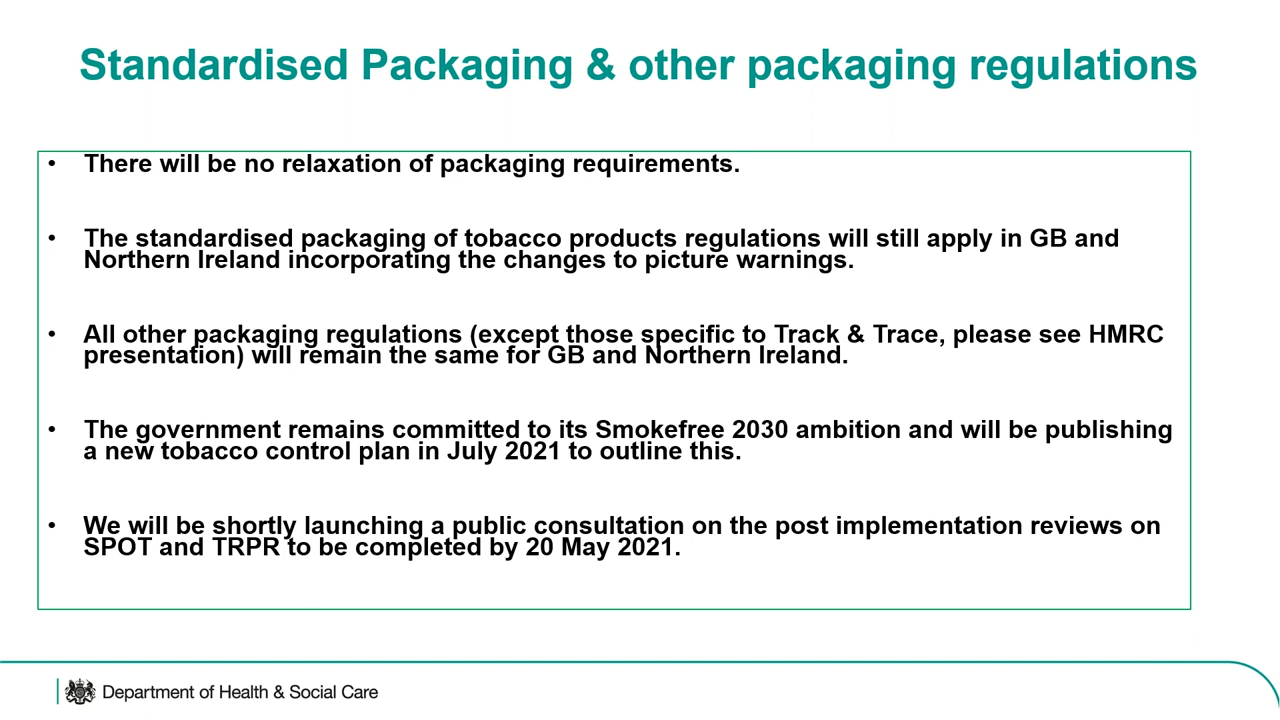 Standardised Packaging & other packaging regulations
• There will be no relaxation of packaging requirements.
• The standardised packaging of tobacco products regulations will still apply in GB and
Northern Ireland incorporating the changes to picture warnings.
• All other packaging regulations (except those specific to Track & Trace, please see HMRC
presentation) will remain the same for GB and Northern Ireland.
• The government remains committed to its Smokefree 2030 ambition and will be publishing
a new tobacco control plan in July 2021 to outline this.
• We will be shortly launching a public consultation on the post implementation reviews on
SPOT and TRPR to be completed by 20 May 2021.
Department of Health & Social Care